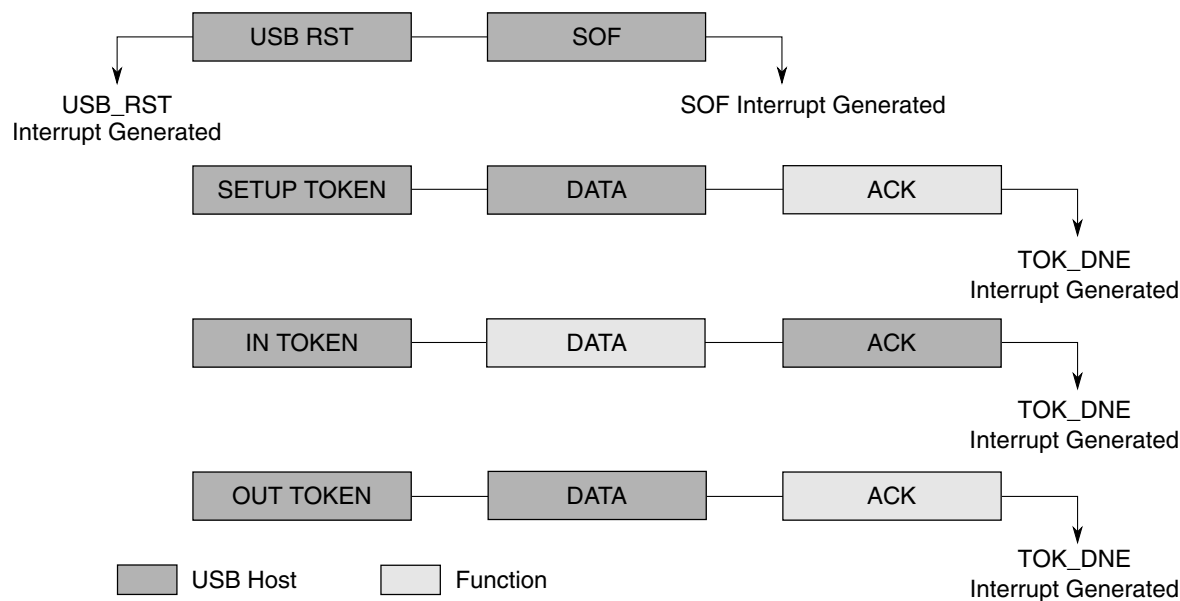 USB RST
SOF
USB_RST
Interrupt Generated
SOF Interrupt Generated
SETUP TOKEN
DATA
ACK
TOK_DNE
Interrupt Generated
IN TOKEN
DATA
ACK
TOK_DNE
Interrupt Generated
OUT TOKEN
DATA
ACK
TOK_DNE
Interrupt Generated
USB Host
Function